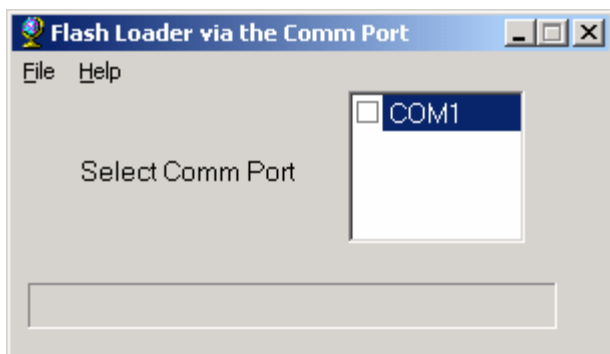 Flash Loader via the Comm Port
File Help
COM1
Select Comm Port